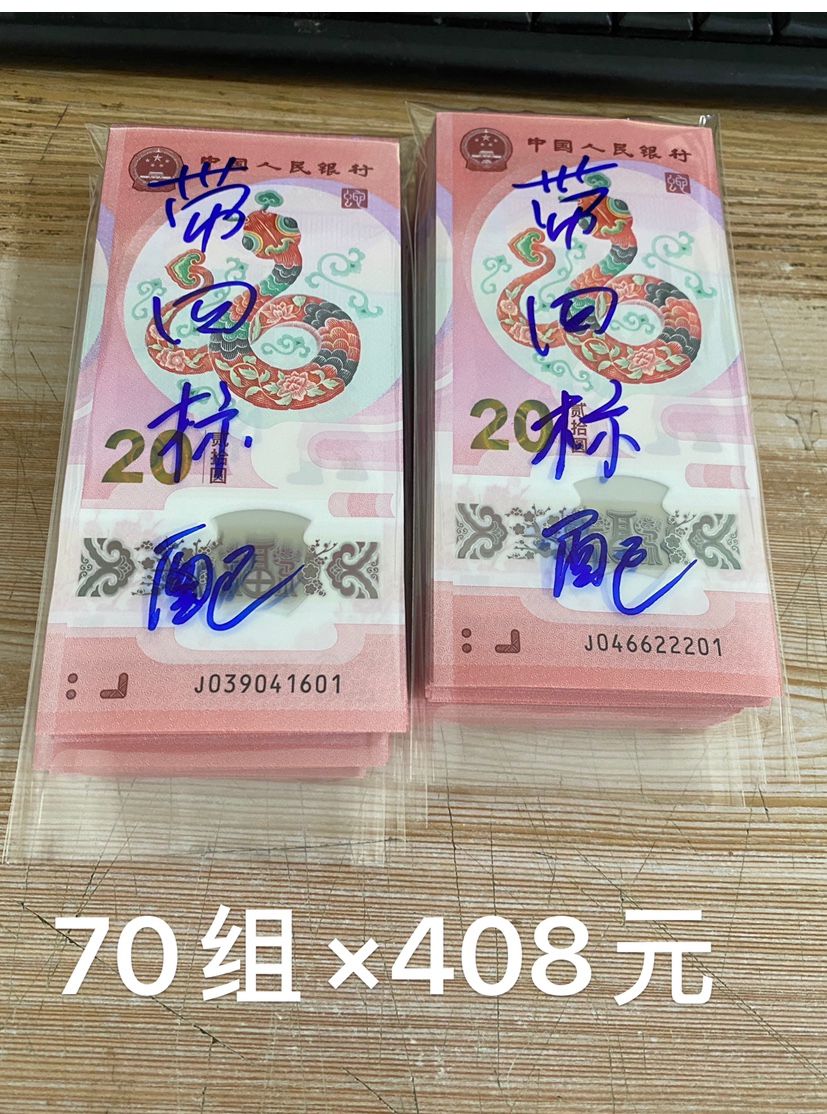 中国人民银行
带四标配
20
贰拾圆
J039041601
中国人民银行
带四标配
20
贰拾圆
J046622201
70组×408元